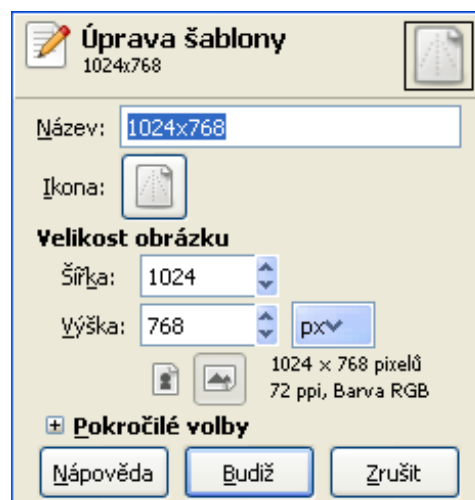 Úprava šablony
1024x768
Název: 1024x768
Ikona:
Velikost obrázku
Šířka: 1024
Výška: 768 px
1024 × 768 pixelů
72 ppi, Barva RGB
Pokročilé volby
Nápověda Budiž Zrušit